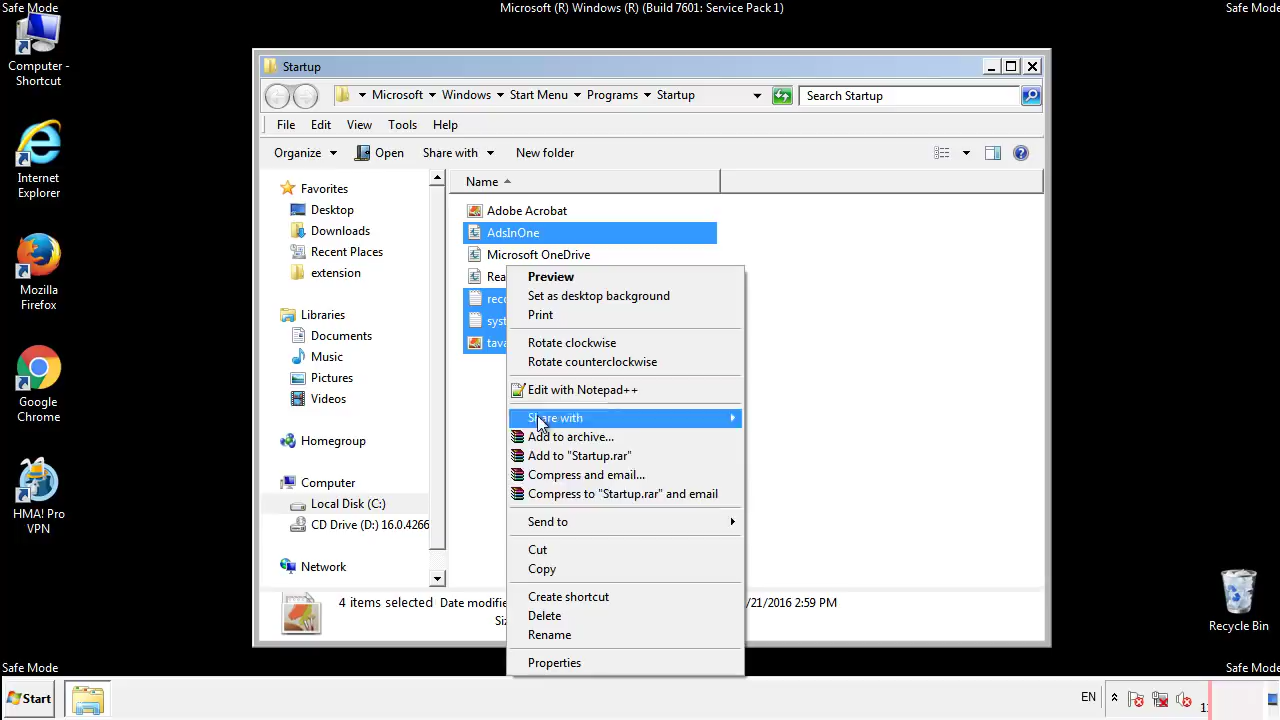 Safe Mode
Microsoft (R) Windows (R) (Build 7601: Service Pack 1)
Safe Mode
Computer - Shortcut
Internet Explorer
Mozilla Firefox
Google Chrome
HMA! Pro VPN
Recycle Bin
Startup
Microsoft Windows Start Menu Programs Startup
Search Startup
File Edit View Tools Help
Organize Open Share with New folder
Favorites
Desktop
Downloads
Recent Places
extension
Libraries
Documents
Music
Pictures
Videos
Homegroup
Computer
Local Disk (C:)
CD Drive (D:) 16.0.4266
Network
Name
Adobe Acrobat
AdsInOne
Microsoft OneDrive
Preview
Set as desktop background
Print
Rotate clockwise
Rotate counterclockwise
Edit with Notepad++
Share with
Add to archive...
Add to "Startup.rar"
Compress and email...
Compress to "Startup.rar" and email
Send to
Cut
Copy
Create shortcut
Delete
Rename
Properties
4 items selected Date modifie
/21/2016 2:59 PM
Safe Mode
Safe Mode
Start
EN